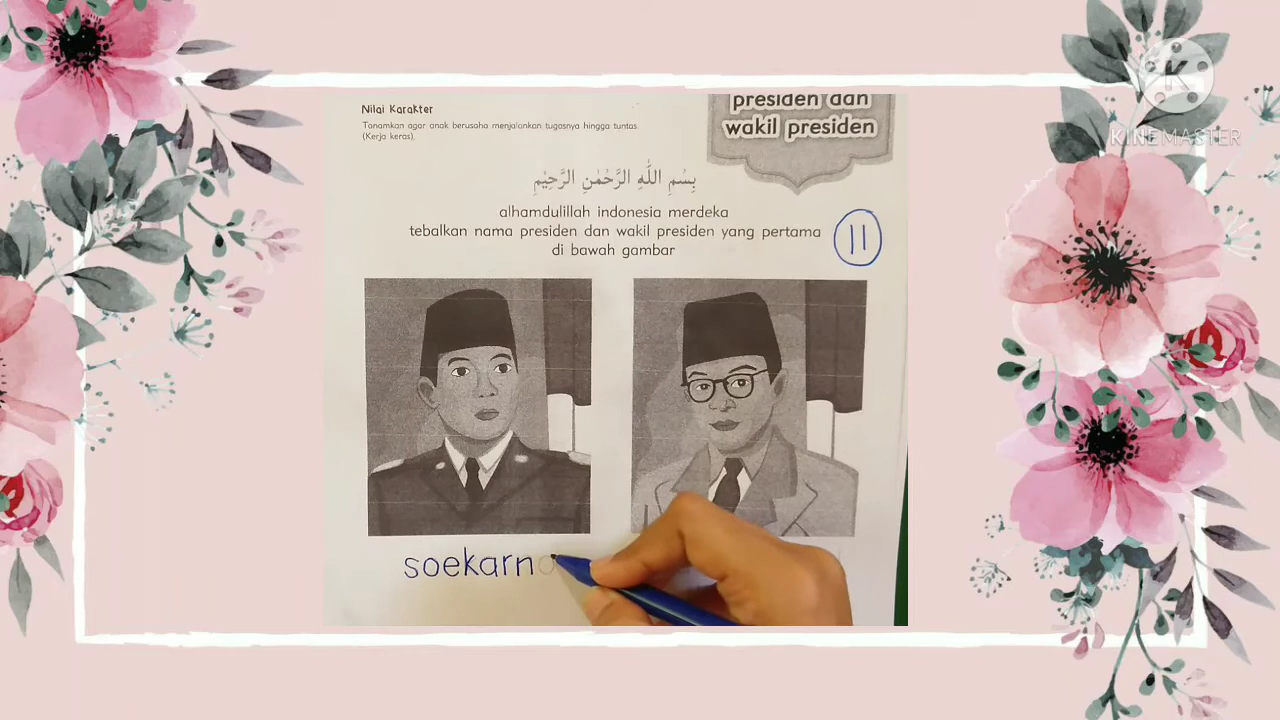 Nilai Karakter
Tanamkan agar anak berusaha menjalankan tugasnya hingga tuntas.
(Kerja keras).
presiden dan
wakil presiden
بِسْمِ اللّٰهِ الرَّحْمٰنِ الرَّحِيْمِ
alhamdulillah indonesia merdeka
tebalkan nama presiden dan wakil presiden yang pertama
di bawah gambar
11
soekarno
KINEMASTER